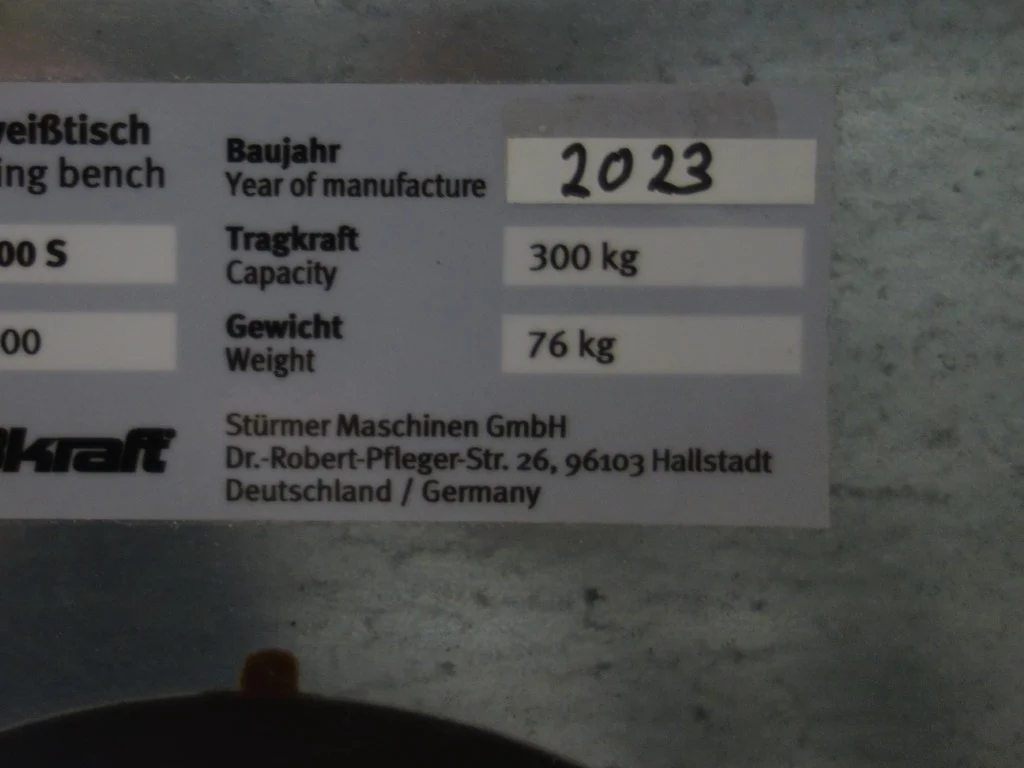 eißtisch
ing bench
Baujahr
Year of manufacture
2023
00 S
Tragkraft
Capacity
300 kg
00
Gewicht
Weight
76 kg
kraft
Stürmer Maschinen GmbH
Dr.-Robert-Pfleger-Str. 26, 96103 Hallstadt
Deutschland / Germany